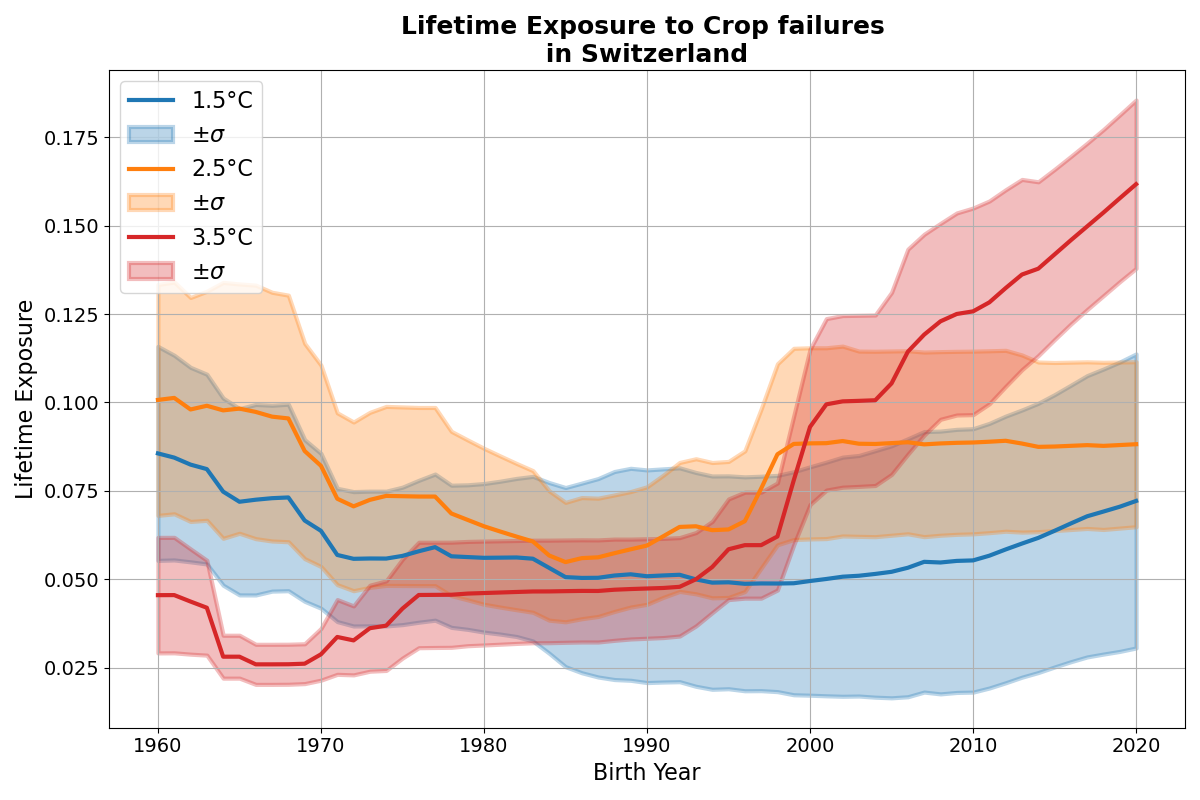 Lifetime Exposure to Crop failures
in Switzerland
1.5°C
±σ
2.5°C
±σ
3.5°C
±σ
Lifetime Exposure
0.175
0.150
0.125
0.100
0.075
0.050
0.025
1960 1970 1980 1990 2000 2010 2020
Birth Year